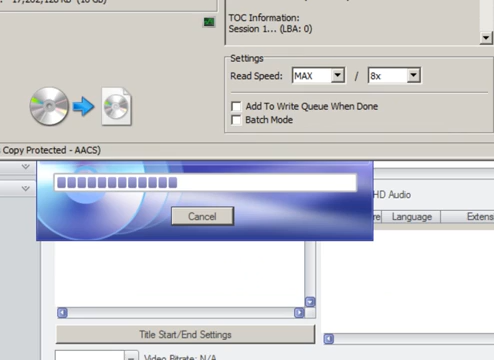 TOC Information:
Session 1... (LBA: 0)
Settings
Read Speed: MAX / 8x
Add To Write Queue When Done
Batch Mode
Copy Protected - AACS)
HD Audio
Language Extens
Cancel
Title Start/End Settings
Video Bitrate: N/A